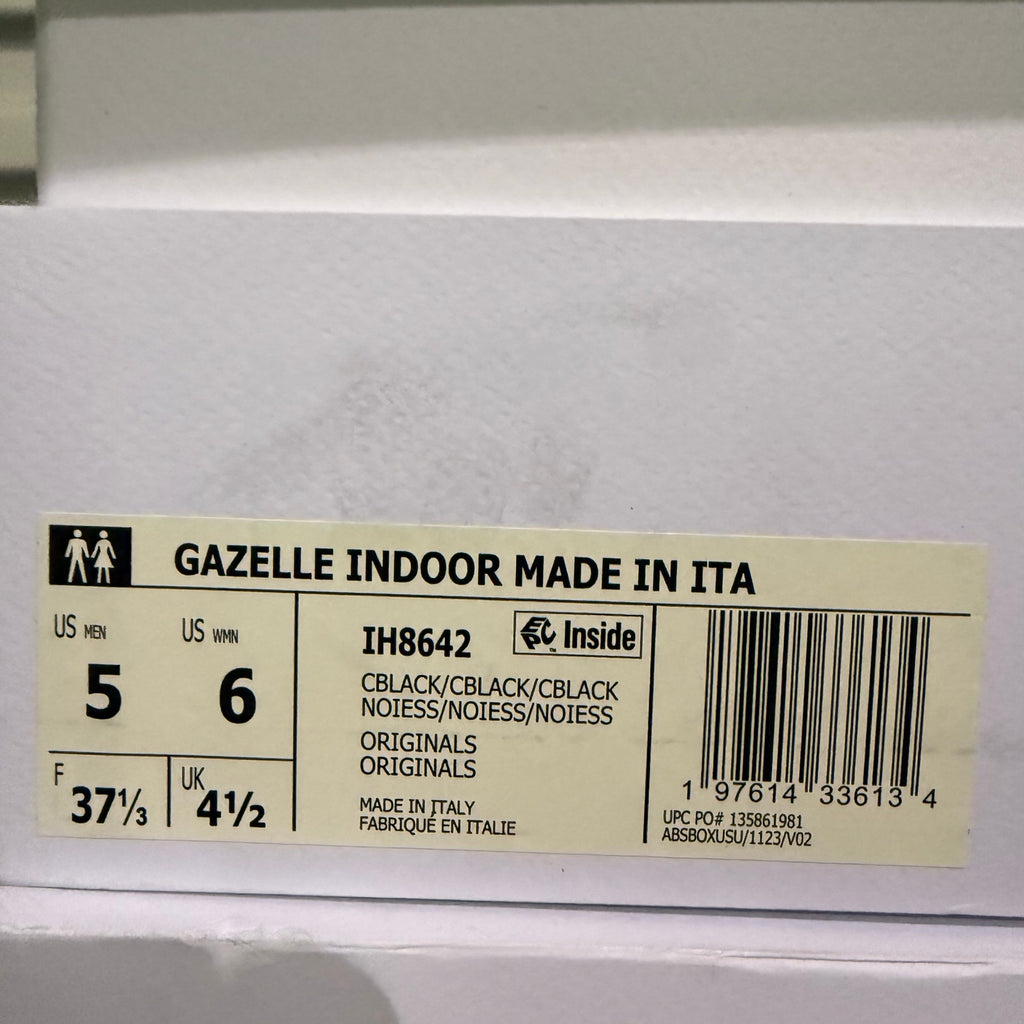 GAZELLE INDOOR MADE IN ITA
US MEN
5
US WMN
6
F
37⅓
UK
4½
IH8642
EPC™ Inside
CBLACK/CBLACK/CBLACK
NOIESS/NOIESS/NOIESS
ORIGINALS
ORIGINALS
MADE IN ITALY
FABRIQUÉ EN ITALIE
1 97614 33613 4
UPC PO# 135861981
ABSBOXUSU/1123/V02